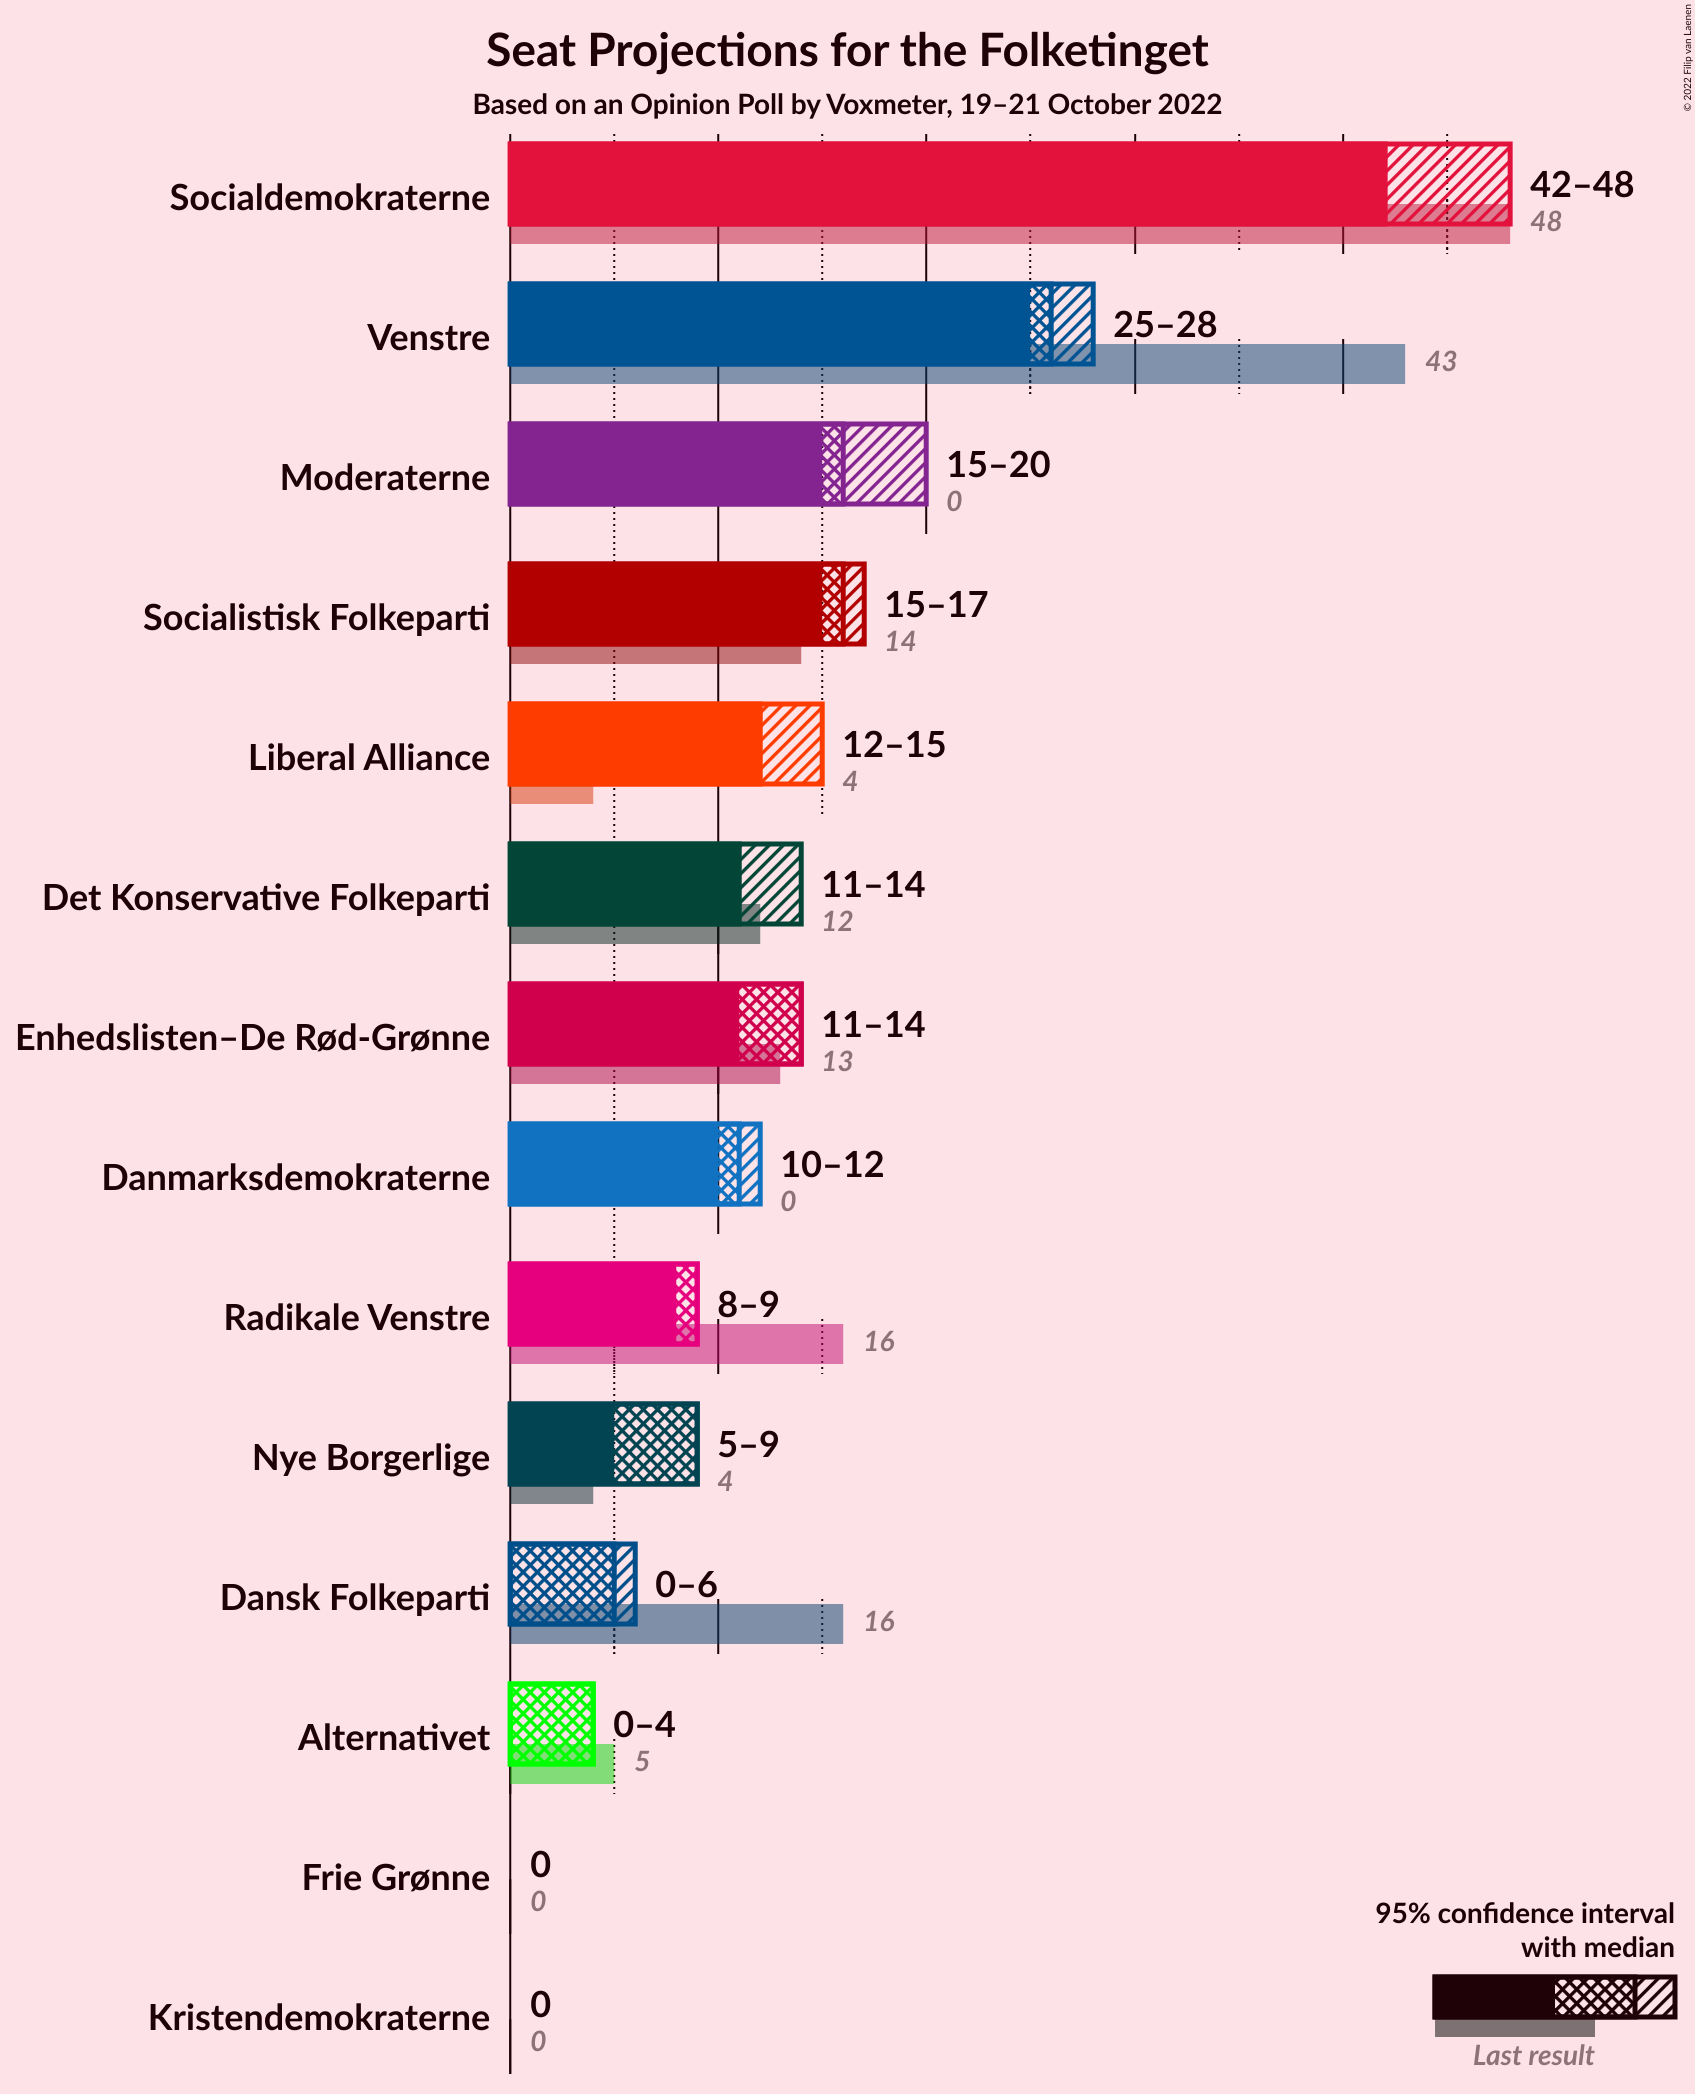 Seat Projections for the Folketinget
Based on an Opinion Poll by Voxmeter, 19–21 October 2022
© 2022 Filip van Laenen
Socialdemokraterne
42–48
48
Venstre
25–28
43
Moderaterne
15–20
0
Socialistisk Folkeparti
15–17
14
Liberal Alliance
12–15
4
Det Konservative Folkeparti
11–14
12
Enhedslisten–De Rød-Grønne
11–14
13
Danmarksdemokraterne
10–12
0
Radikale Venstre
8–9
16
Nye Borgerlige
5–9
4
Dansk Folkeparti
0–6
16
Alternativet
0–4
5
Frie Grønne
0
0
Kristendemokraterne
0
0
95% confidence interval
with median
Last result